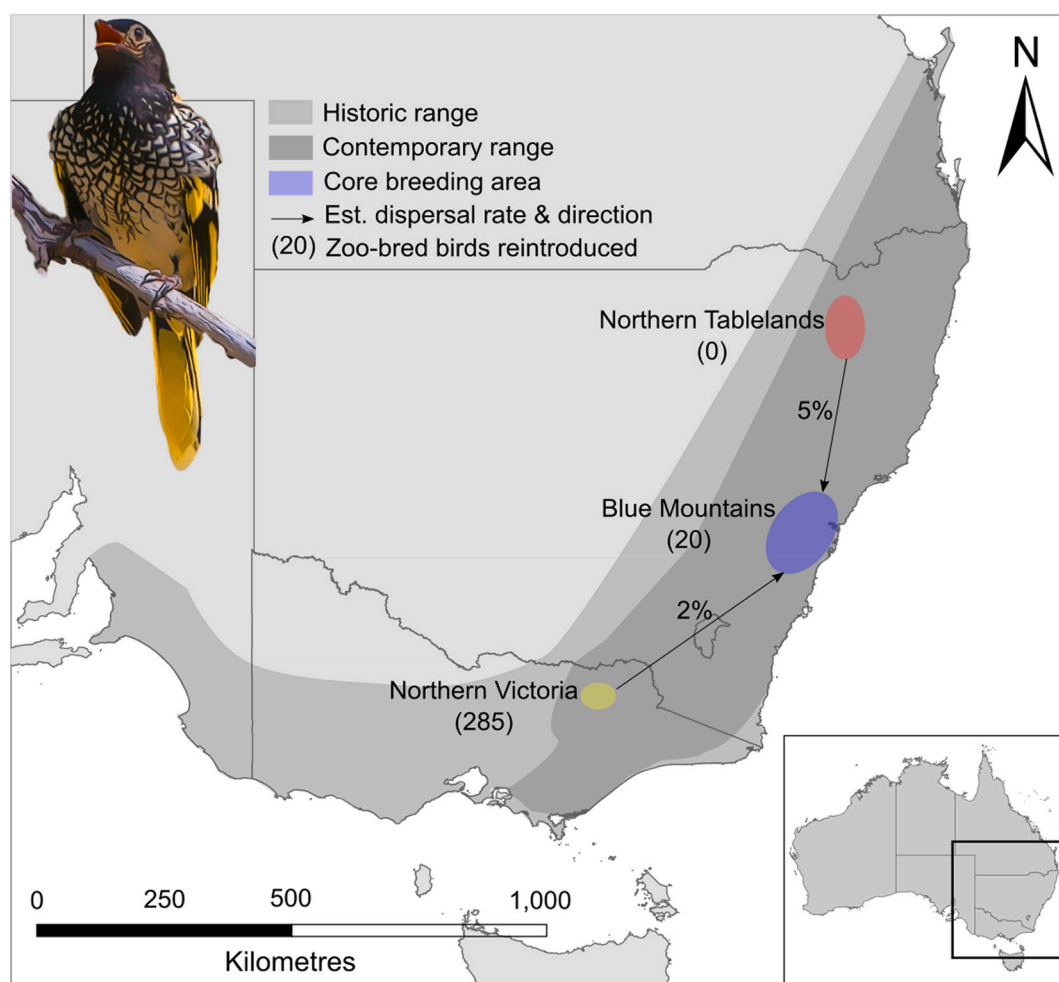 N
Historic range
Contemporary range
Core breeding area
Est. dispersal rate & direction
(20) Zoo-bred birds reintroduced
Northern Tablelands
(0)
5%
Blue Mountains
(20)
2%
Northern Victoria
(285)
0 250 500 1,000
Kilometres